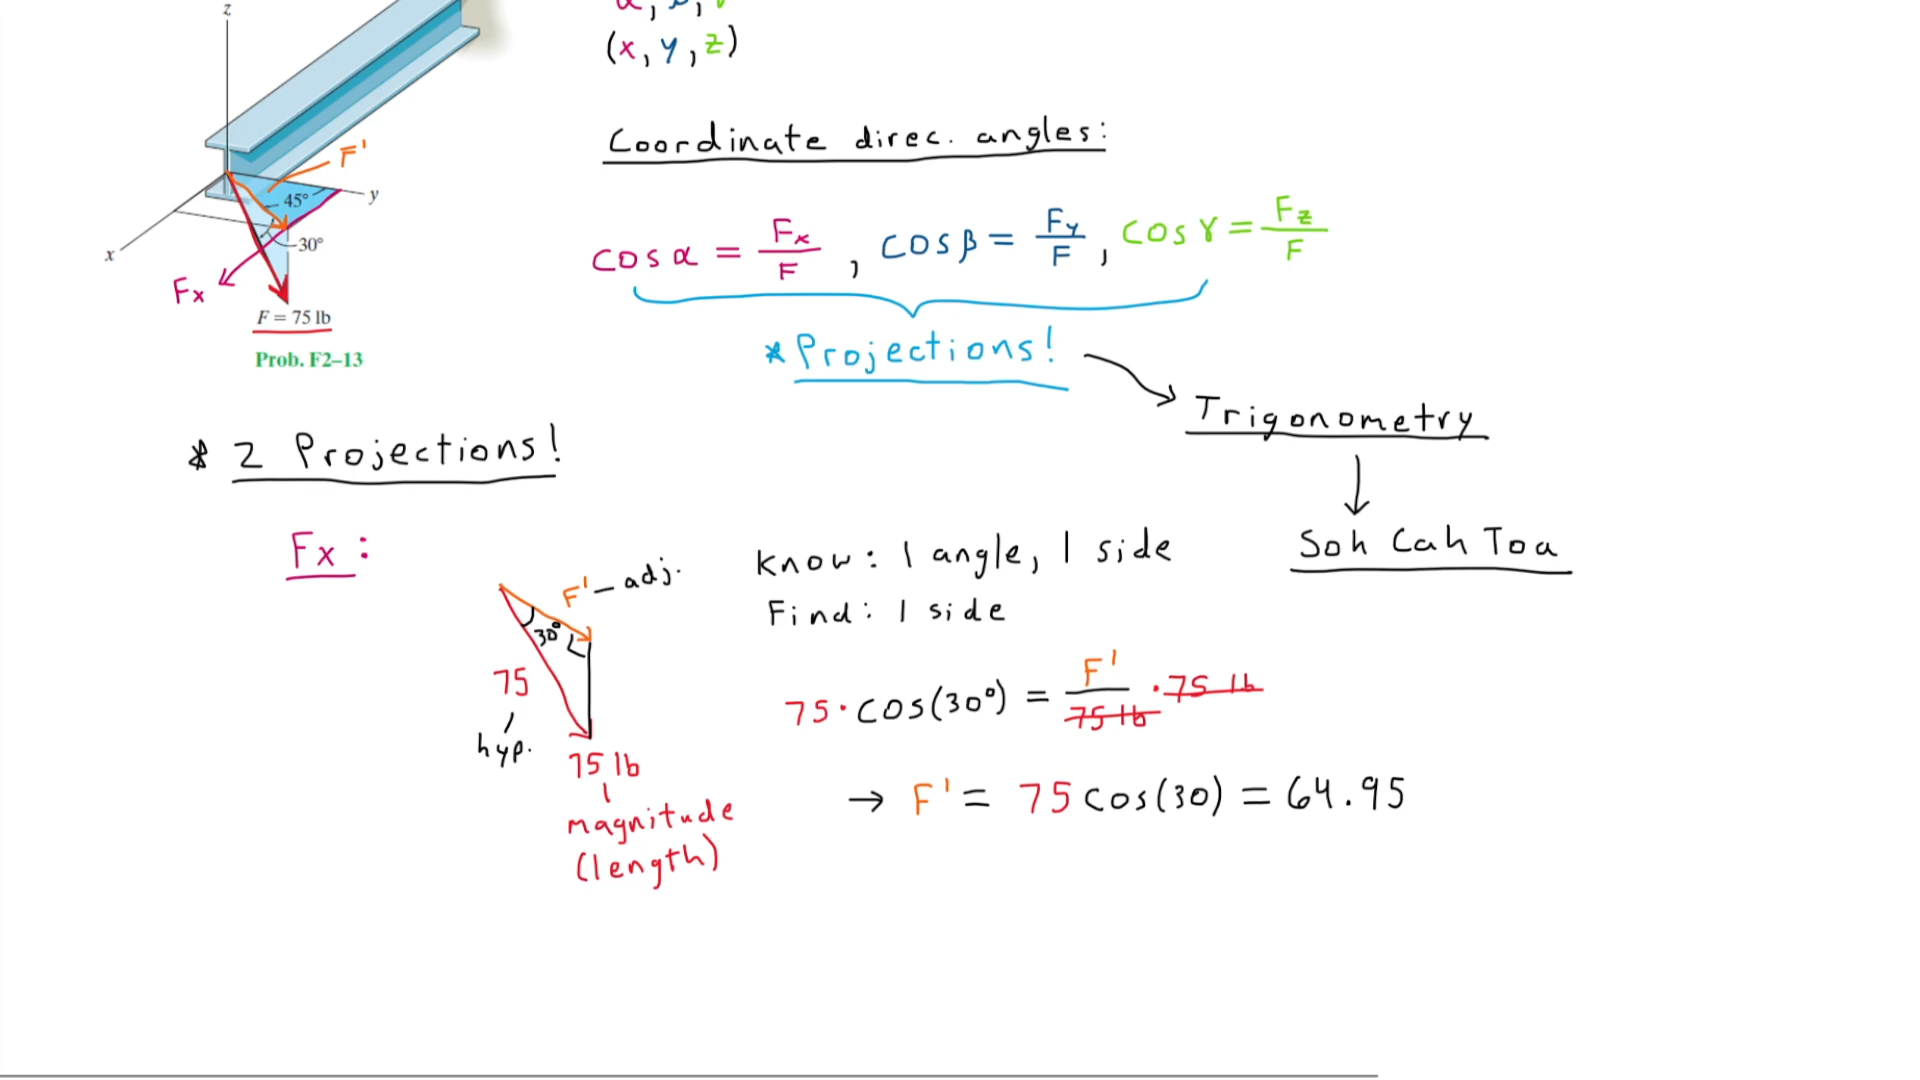 z
(x, y, z)
Coordinate direc. angles:
F'
45°
y
30°
x
Fx
F = 75 lb
Prob. F2–13
cos α = Fx/F , cos β = Fy/F , cos γ = Fz/F
* Projections!
Trigonometry
Soh Cah Toa
* 2 Projections!
Fx:
F' – adj.
30°
75
hyp.
75 lb
magnitude
(length)
Know: 1 angle, 1 side
Find: 1 side
75 · cos(30°) = F'/75 lb · 75 lb
→ F' = 75 cos(30) = 64.95